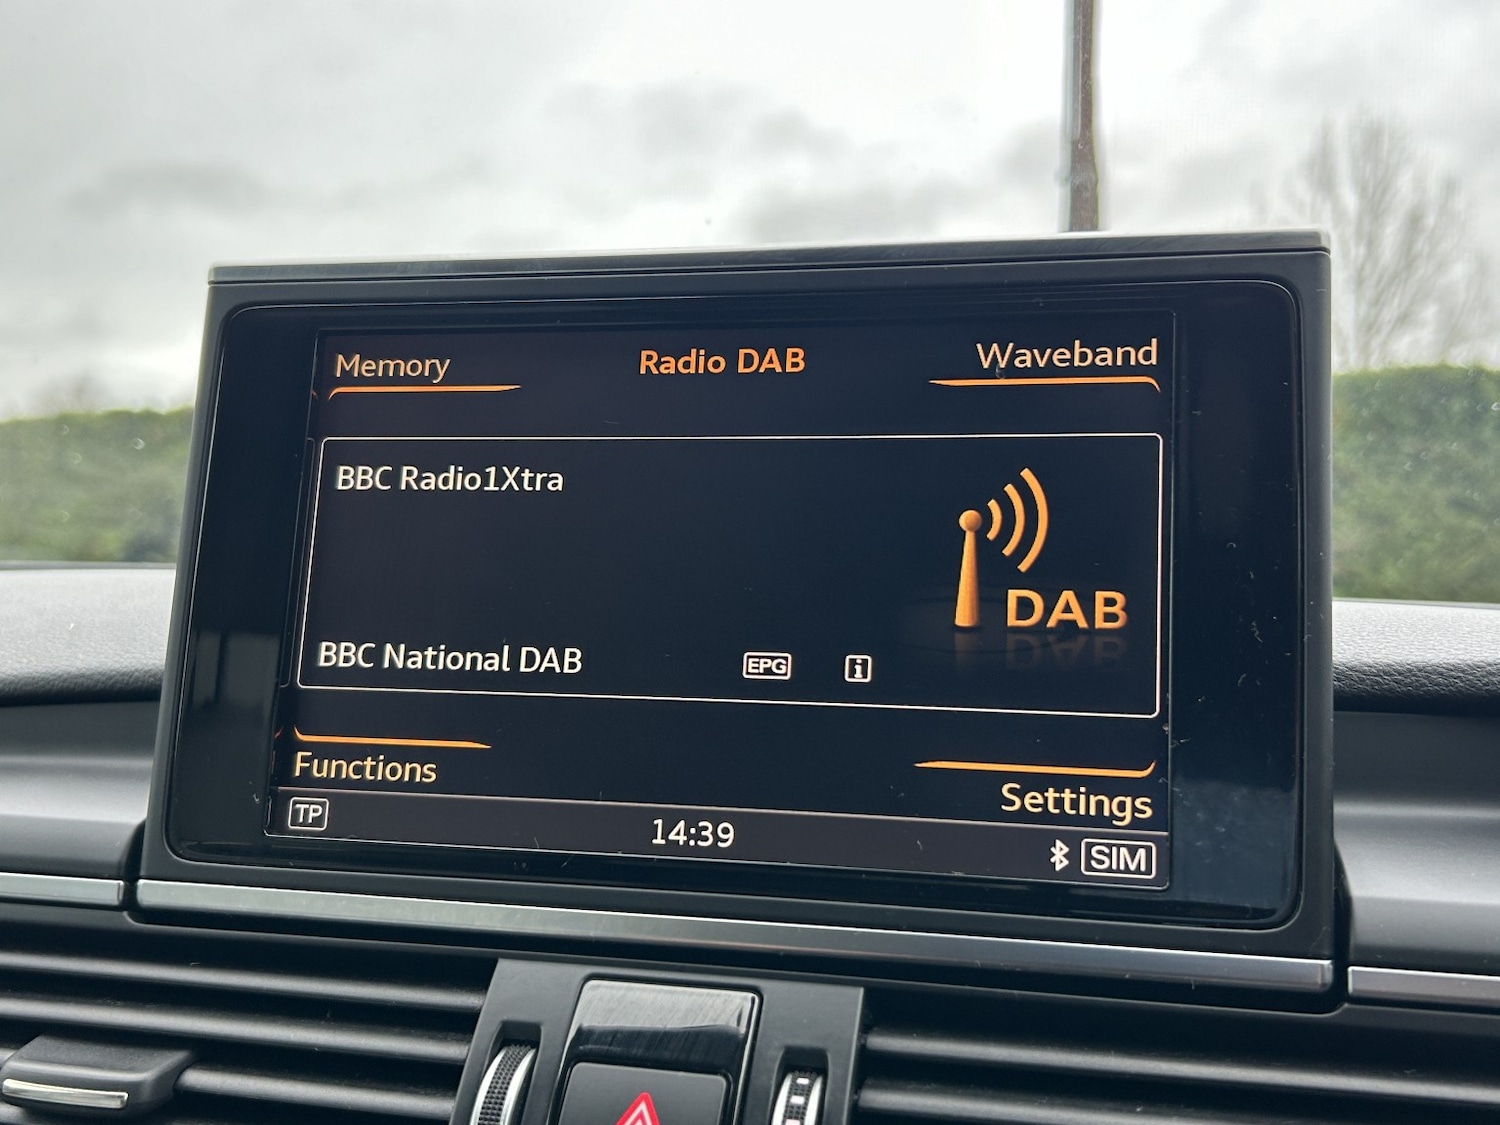 Memory
Radio DAB
Waveband
BBC Radio1Xtra
DAB
BBC National DAB
EPG
i
Functions
Settings
TP
14:39
SIM